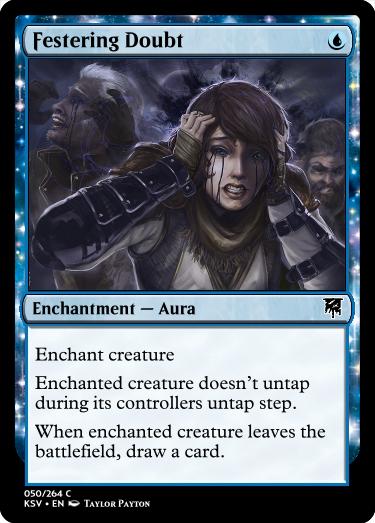 Festering Doubt
Enchantment — Aura
Enchant creature
Enchanted creature doesn't untap
during its controllers untap step.
When enchanted creature leaves the
battlefield, draw a card.
050/264 C
KSV • EN Taylor Payton